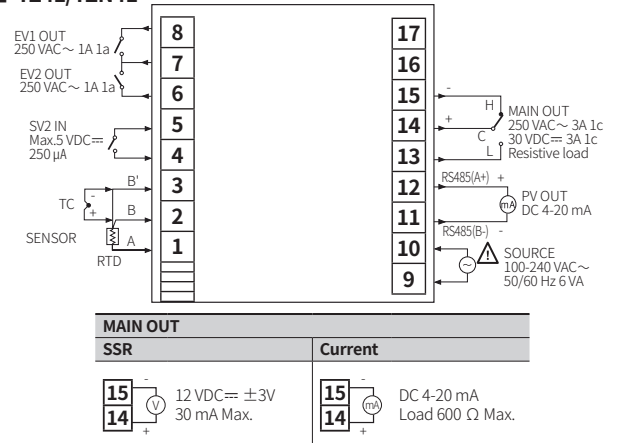 8
7
6
5
4
3
2
1
17
16
15
14
13
12
11
10
9
EV1 OUT
250 VAC～ 1A 1a
EV2 OUT
250 VAC～ 1A 1a
SV2 IN
Max.5 VDC⎓
250 µA
B'
TC
-
+
B
SENSOR
A
RTD
-
H
+
C
L
MAIN OUT
250 VAC～ 3A 1c
30 VDC⎓ 3A 1c
Resistive load
RS485(A+) +
mA
PV OUT
DC 4-20 mA
RS485(B-) -
SOURCE
100-240 VAC～
50/60 Hz 6 VA
MAIN OUT
SSR
Current
15
14
-
V
+
12 VDC⎓ ±3V
30 mA Max.
15
14
-
mA
+
DC 4-20 mA
Load 600 Ω Max.